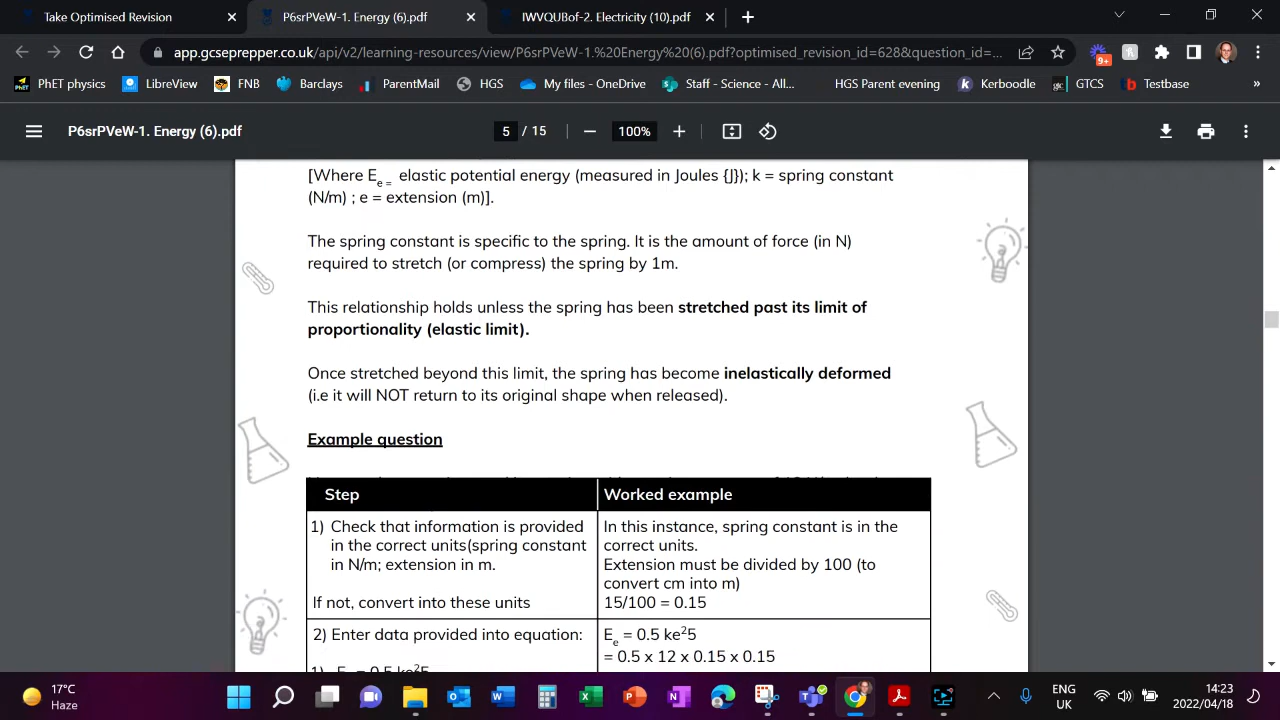 Take Optimised Revision
P6srPVeW-1. Energy (6).pdf
IWVQUBof-2. Electricity (10).pdf
app.gcseprepper.co.uk/api/v2/learning-resources/view/P6srPVeW-1.%20Energy%20(6).pdf?optimised_revision_id=628&question_id=...
9+
PhET physics LibreView FNB Barclays ParentMail HGS My files - OneDrive Staff - Science - All... HGS Parent evening Kerboodle GTCS Testbase »
P6srPVeW-1. Energy (6).pdf 5 / 15 100%
[Where Ee = elastic potential energy (measured in Joules {J}); k = spring constant
(N/m) ; e = extension (m)].
The spring constant is specific to the spring. It is the amount of force (in N)
required to stretch (or compress) the spring by 1m.
This relationship holds unless the spring has been stretched past its limit of
proportionality (elastic limit).
Once stretched beyond this limit, the spring has become inelastically deformed
(i.e it will NOT return to its original shape when released).
Example question
Step Worked example
1) Check that information is provided
in the correct units(spring constant
in N/m; extension in m.
If not, convert into these units
In this instance, spring constant is in the
correct units.
Extension must be divided by 100 (to
convert cm into m)
15/100 = 0.15
2) Enter data provided into equation:
Ee = 0.5 ke²5
= 0.5 x 12 x 0.15 x 0.15
17°C
Haze
ENG
UK
14:23
2022/04/18